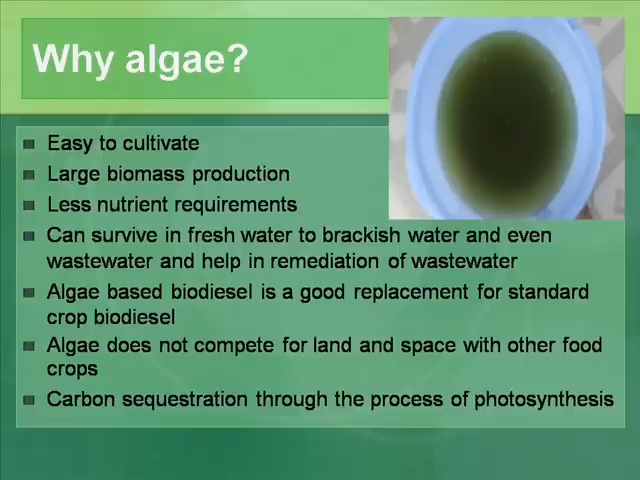 Why algae?
Easy to cultivate
Large biomass production
Less nutrient requirements
Can survive in fresh water to brackish water and even
wastewater and help in remediation of wastewater
Algae based biodiesel is a good replacement for standard
crop biodiesel
Algae does not compete for land and space with other food
crops
Carbon sequestration through the process of photosynthesis